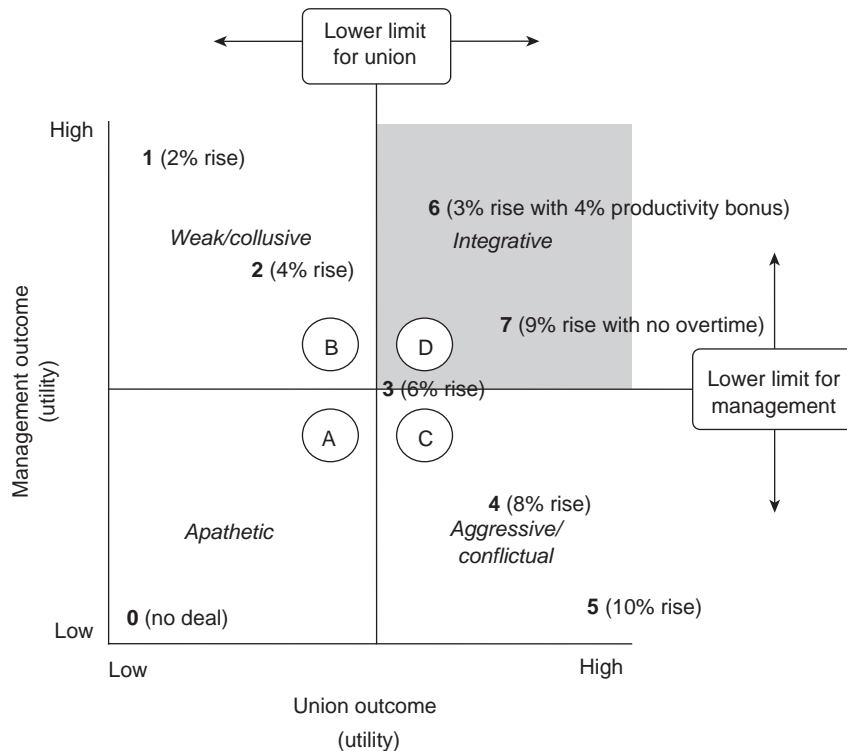 Lower limit
for union
High
1 (2% rise)
6 (3% rise with 4% productivity bonus)
Weak/collusive
Integrative
2 (4% rise)
7 (9% rise with no overtime)
B
D
Management outcome
(utility)
3 (6% rise)
Lower limit for
management
A
C
4 (8% rise)
Apathetic
Aggressive/
conflictual
5 (10% rise)
0 (no deal)
Low
Low
High
Union outcome
(utility)